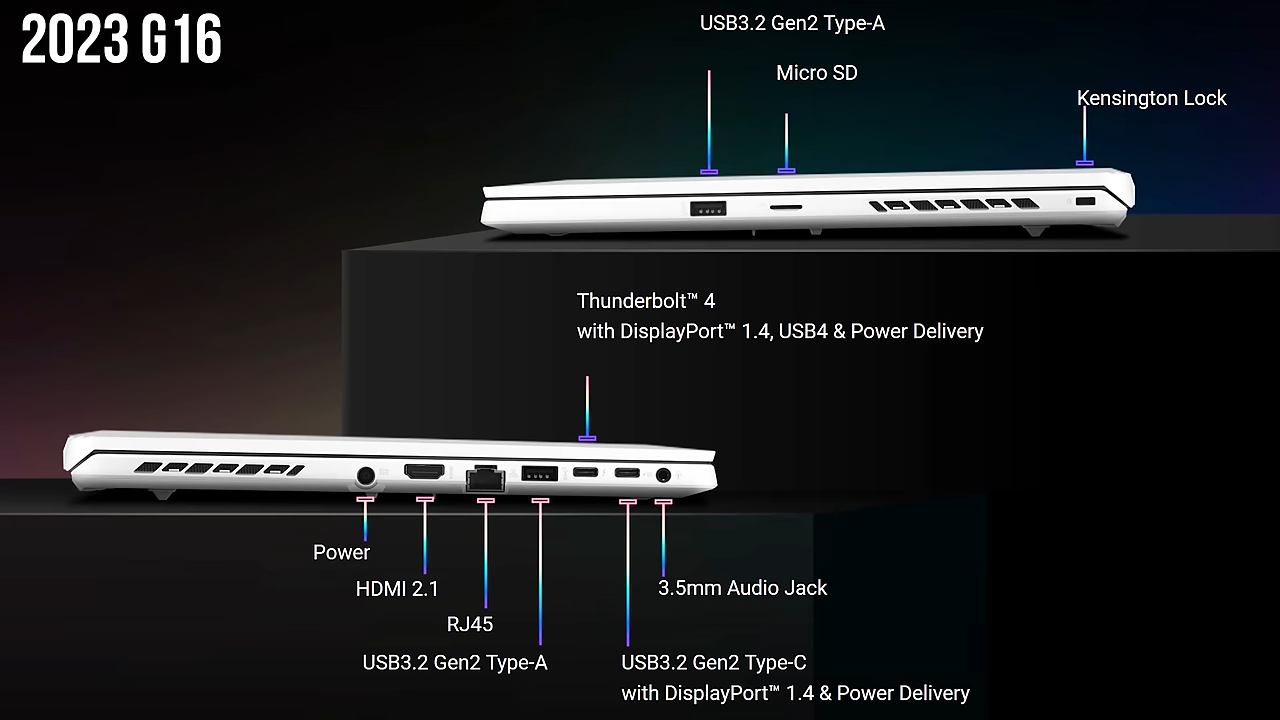 2023 G16
USB3.2 Gen2 Type-A
Micro SD
Kensington Lock
Thunderbolt™ 4
with DisplayPort™ 1.4, USB4 & Power Delivery
Power
HDMI 2.1
3.5mm Audio Jack
RJ45
USB3.2 Gen2 Type-A
USB3.2 Gen2 Type-C
with DisplayPort™ 1.4 & Power Delivery